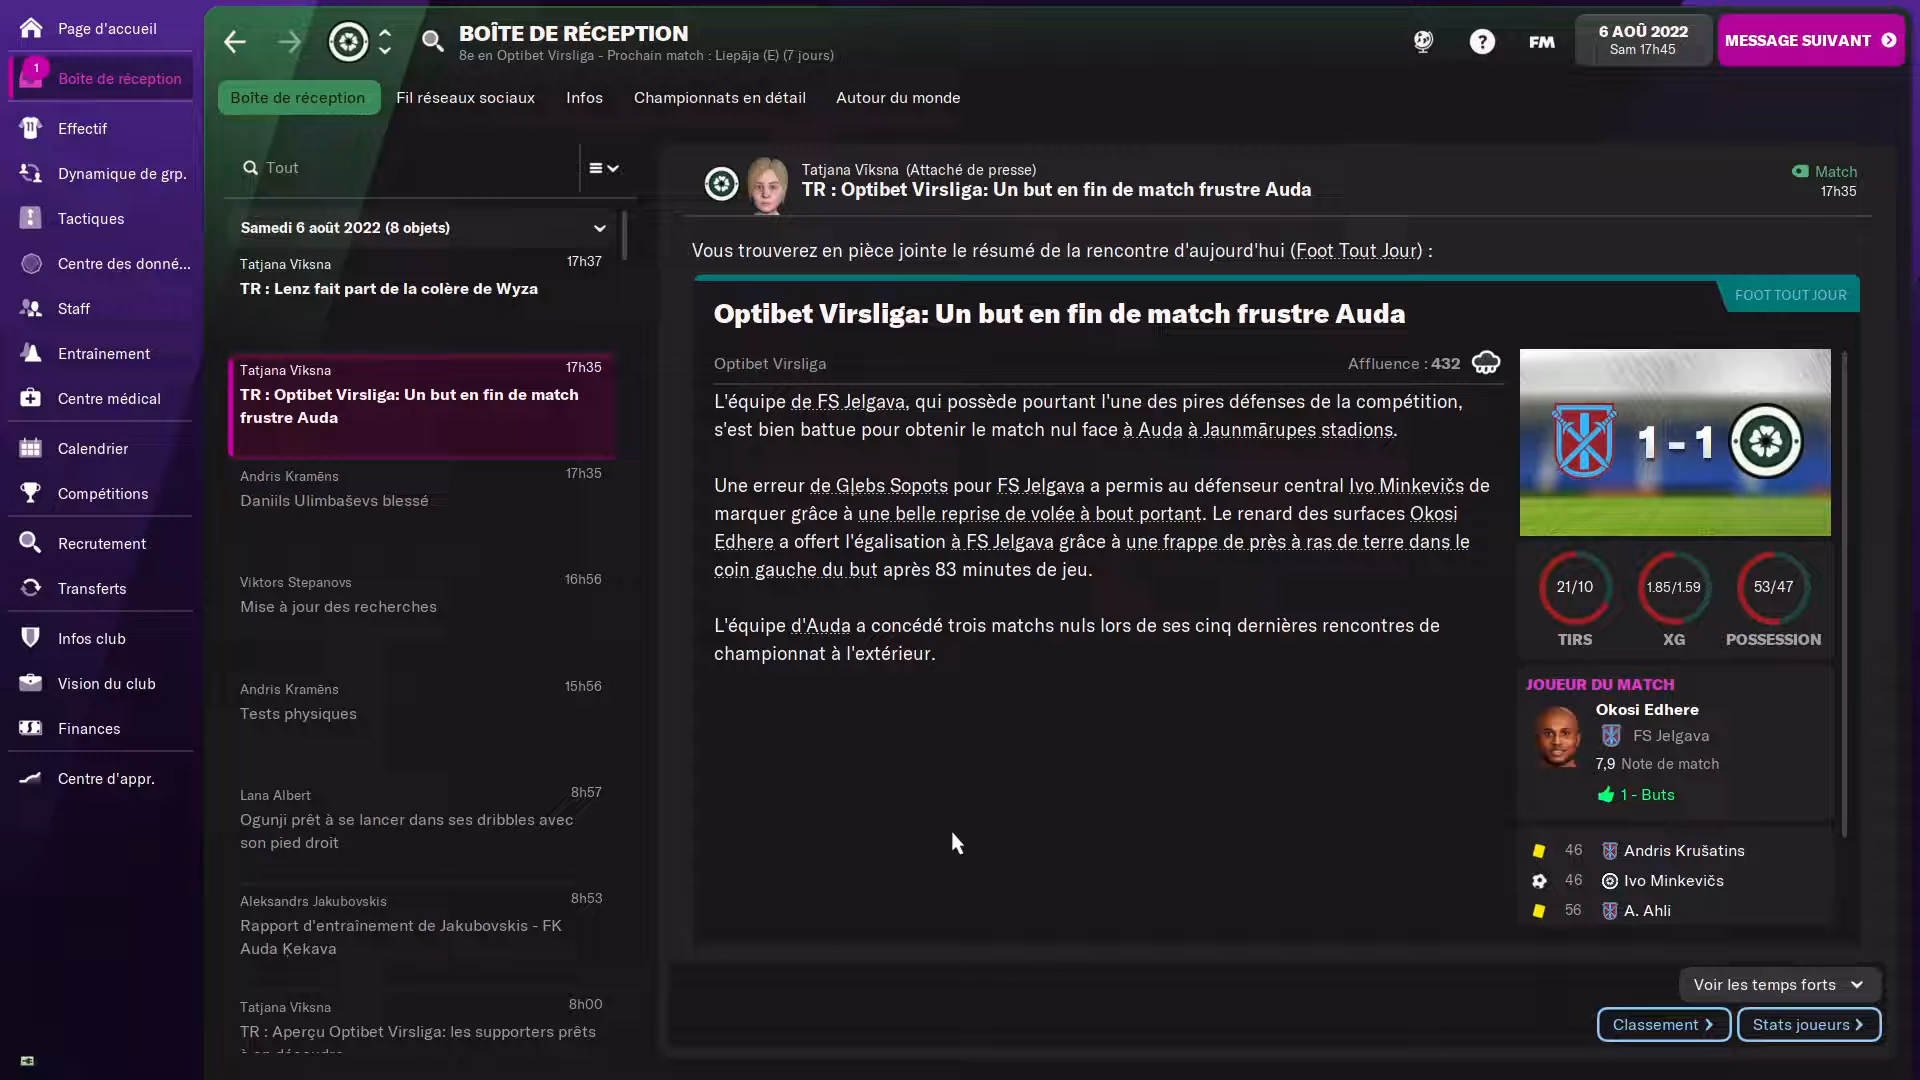 Page d'accueil
1
Boîte de réception
Effectif
Dynamique de grp.
Tactiques
Centre des donné...
Staff
Entraînement
Centre médical
Calendrier
Compétitions
Recrutement
Transferts
Infos club
Vision du club
Finances
Centre d'appr.
BOÎTE DE RÉCEPTION
8e en Optibet Virsliga - Prochain match : Liepāja (E) (7 jours)
FM
6 AOÛ 2022
Sam 17h45
MESSAGE SUIVANT
Boîte de réception
Fil réseaux sociaux
Infos
Championnats en détail
Autour du monde
Tout
Samedi 6 août 2022 (8 objets)
Tatjana Vīksna 17h37
TR : Lenz fait part de la colère de Wyza
Tatjana Vīksna 17h35
TR : Optibet Virsliga: Un but en fin de match
frustre Auda
Andris Kramēns 17h35
Daniils Ulimbaševs blessé
Viktors Stepanovs 16h56
Mise à jour des recherches
Andris Kramēns 15h56
Tests physiques
Lana Albert 8h57
Ogunji prêt à se lancer dans ses dribbles avec
son pied droit
Aleksandrs Jakubovskis 8h53
Rapport d'entraînement de Jakubovskis - FK
Auda Ķekava
Tatjana Vīksna 8h00
TR : Aperçu Optibet Virsliga: les supporters prêts
Tatjana Vīksna (Attaché de presse)
TR : Optibet Virsliga: Un but en fin de match frustre Auda
Match
17h35
Vous trouverez en pièce jointe le résumé de la rencontre d'aujourd'hui (Foot Tout Jour) :
FOOT TOUT JOUR
Optibet Virsliga: Un but en fin de match frustre Auda
Optibet Virsliga Affluence : 432
L'équipe de FS Jelgava, qui possède pourtant l'une des pires défenses de la compétition,
s'est bien battue pour obtenir le match nul face à Auda à Jaunmārupes stadions.
Une erreur de Gļebs Sopots pour FS Jelgava a permis au défenseur central Ivo Minkevičs de
marquer grâce à une belle reprise de volée à bout portant. Le renard des surfaces Okosi
Edhere a offert l'égalisation à FS Jelgava grâce à une frappe de près à ras de terre dans le
coin gauche du but après 83 minutes de jeu.
L'équipe d'Auda a concédé trois matchs nuls lors de ses cinq dernières rencontres de
championnat à l'extérieur.
1 - 1
21/10 1.85/1.59 53/47
TIRS XG POSSESSION
JOUEUR DU MATCH
Okosi Edhere
FS Jelgava
7,9 Note de match
1 - Buts
46 Andris Krušatins
46 Ivo Minkevičs
56 A. Ahli
Voir les temps forts
Classement
Stats joueurs